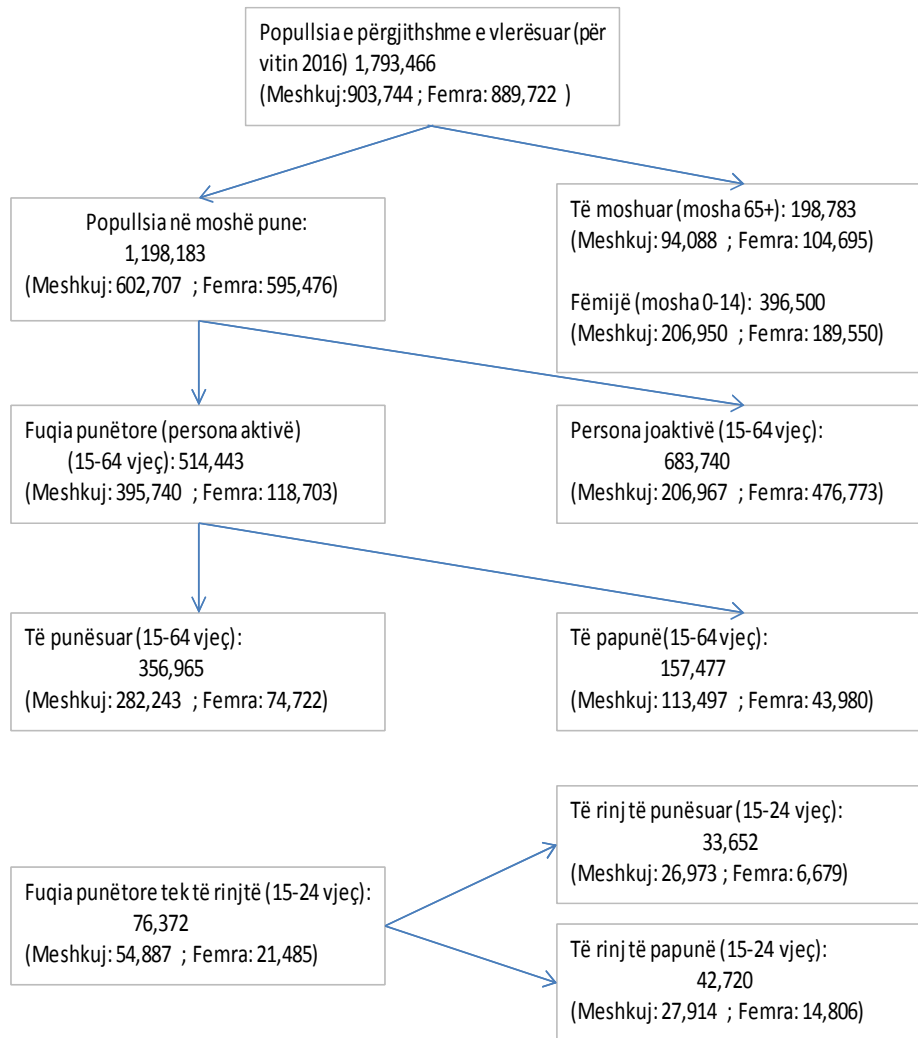 Popullsia e përgjithshme e vlerësuar (për
vitin 2016) 1,793,466
(Meshkuj:903,744 ; Femra: 889,722 )
Popullsia në moshë pune:
1,198,183
(Meshkuj: 602,707 ; Femra: 595,476)
Të moshuar (mosha 65+): 198,783
(Meshkuj: 94,088 ; Femra: 104,695)
Fëmijë (mosha 0-14): 396,500
(Meshkuj: 206,950 ; Femra: 189,550)
Fuqia punëtore (persona aktivë)
(15-64 vjeç): 514,443
(Meshkuj: 395,740 ; Femra: 118,703)
Persona joaktivë (15-64 vjeç):
683,740
(Meshkuj: 206,967 ; Femra: 476,773)
Të punësuar (15-64 vjeç):
356,965
(Meshkuj: 282,243 ; Femra: 74,722)
Të papunë (15-64 vjeç):
157,477
(Meshkuj: 113,497 ; Femra: 43,980)
Fuqia punëtore tek të rinjtë (15-24 vjeç):
76,372
(Meshkuj: 54,887 ; Femra: 21,485)
Të rinj të punësuar (15-24 vjeç):
33,652
(Meshkuj: 26,973 ; Femra: 6,679)
Të rinj të papunë (15-24 vjeç):
42,720
(Meshkuj: 27,914 ; Femra: 14,806)